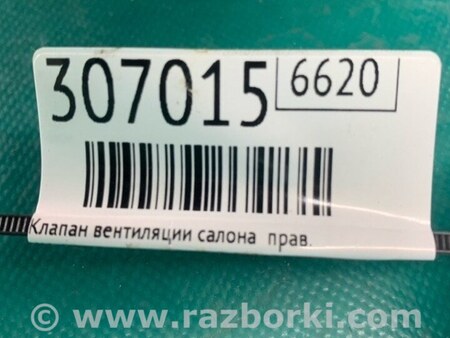 307015 6620
Клапан вентиляции салона прав.
© www.razborki.com